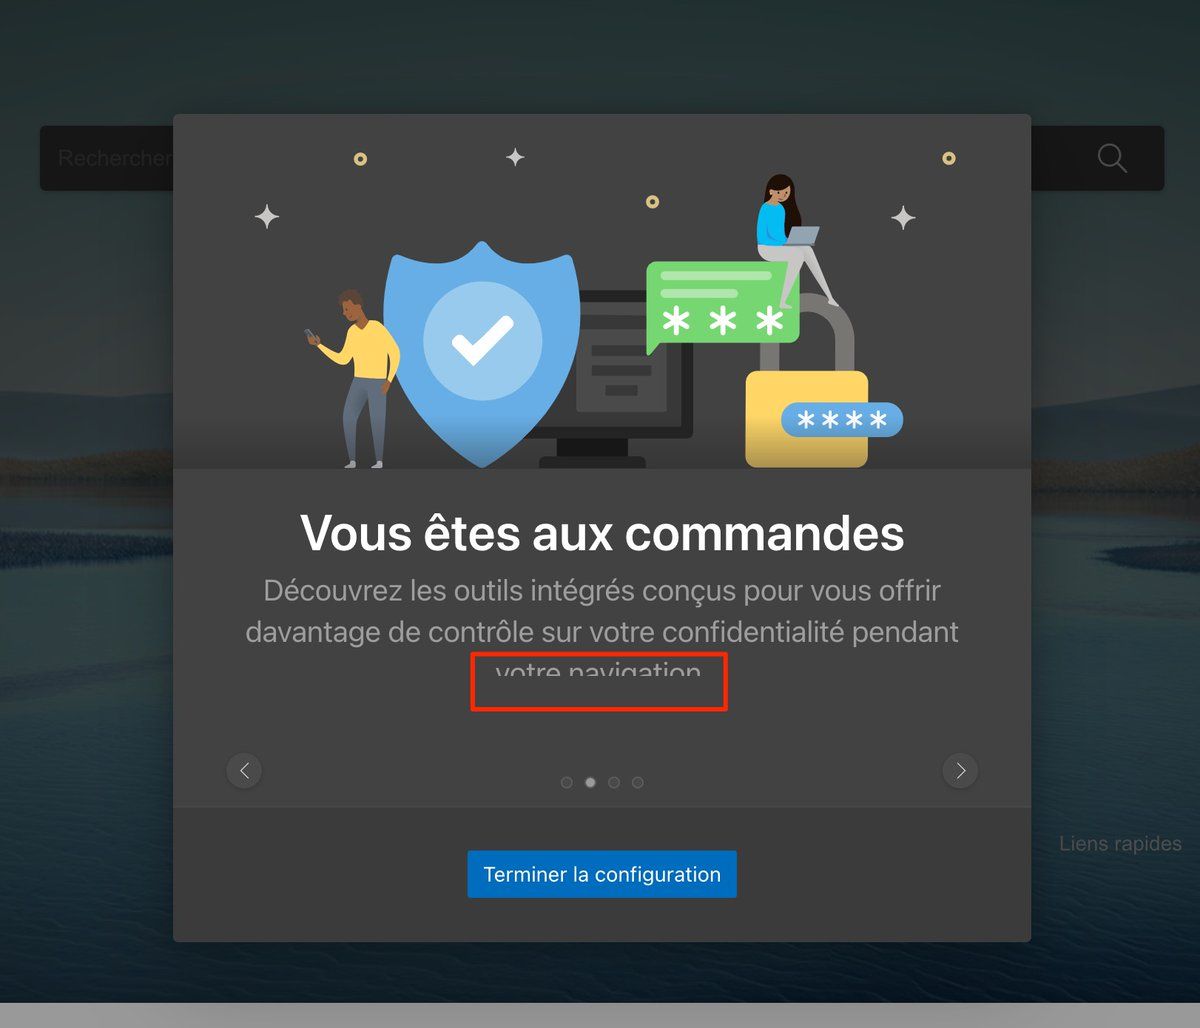 Rechercher
* * *
* * * *
Vous êtes aux commandes
Découvrez les outils intégrés conçus pour vous offrir
davantage de contrôle sur votre confidentialité pendant
votre navigation
Terminer la configuration
Liens rapides